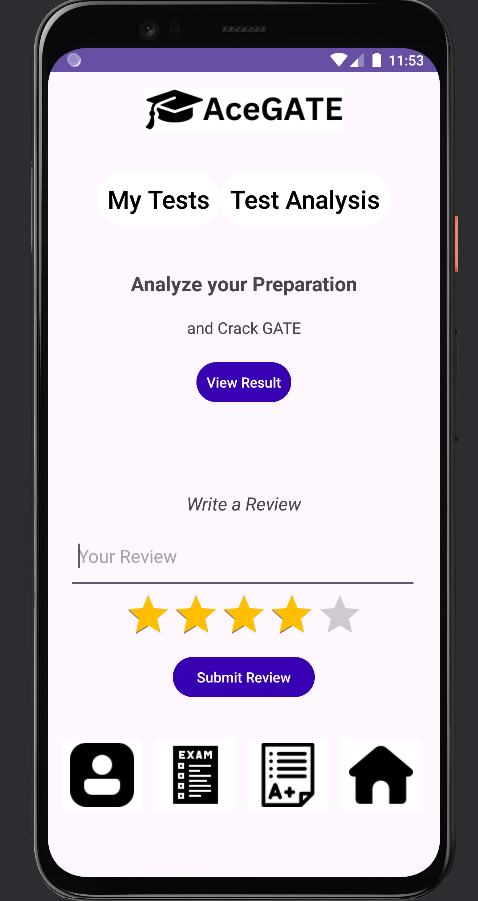 11:53
AceGATE
My Tests Test Analysis
Analyze your Preparation
and Crack GATE
View Result
Write a Review
Your Review
Submit Review
EXAM
A+